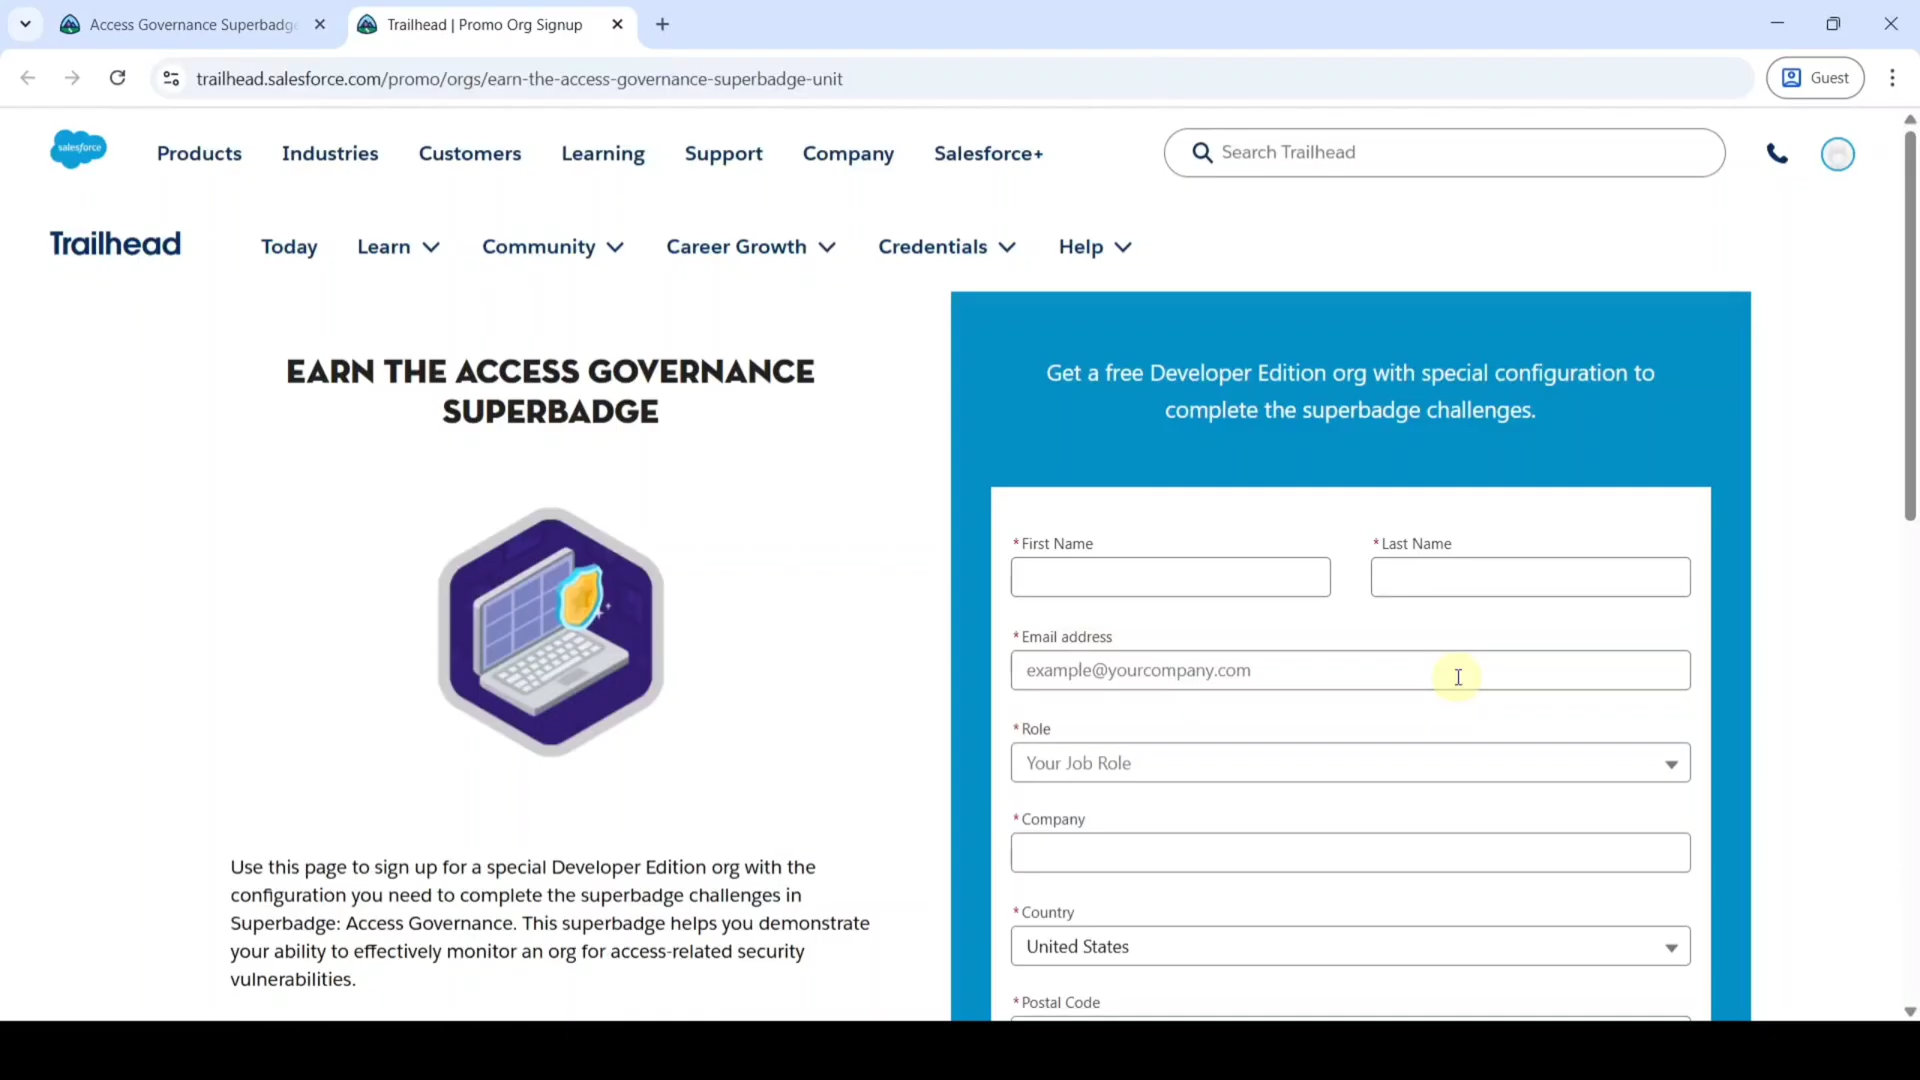 Access Governance Superbadge
Trailhead | Promo Org Signup
trailhead.salesforce.com/promo/orgs/earn-the-access-governance-superbadge-unit
Guest
salesforce
Products
Industries
Customers
Learning
Support
Company
Salesforce+
Search Trailhead
Trailhead
Today
Learn
Community
Career Growth
Credentials
Help
EARN THE ACCESS GOVERNANCE
SUPERBADGE
Use this page to sign up for a special Developer Edition org with the
configuration you need to complete the superbadge challenges in
Superbadge: Access Governance. This superbadge helps you demonstrate
your ability to effectively monitor an org for access-related security
vulnerabilities.
Get a free Developer Edition org with special configuration to
complete the superbadge challenges.
*First Name
*Last Name
*Email address
example@yourcompany.com
*Role
Your Job Role
*Company
*Country
United States
*Postal Code